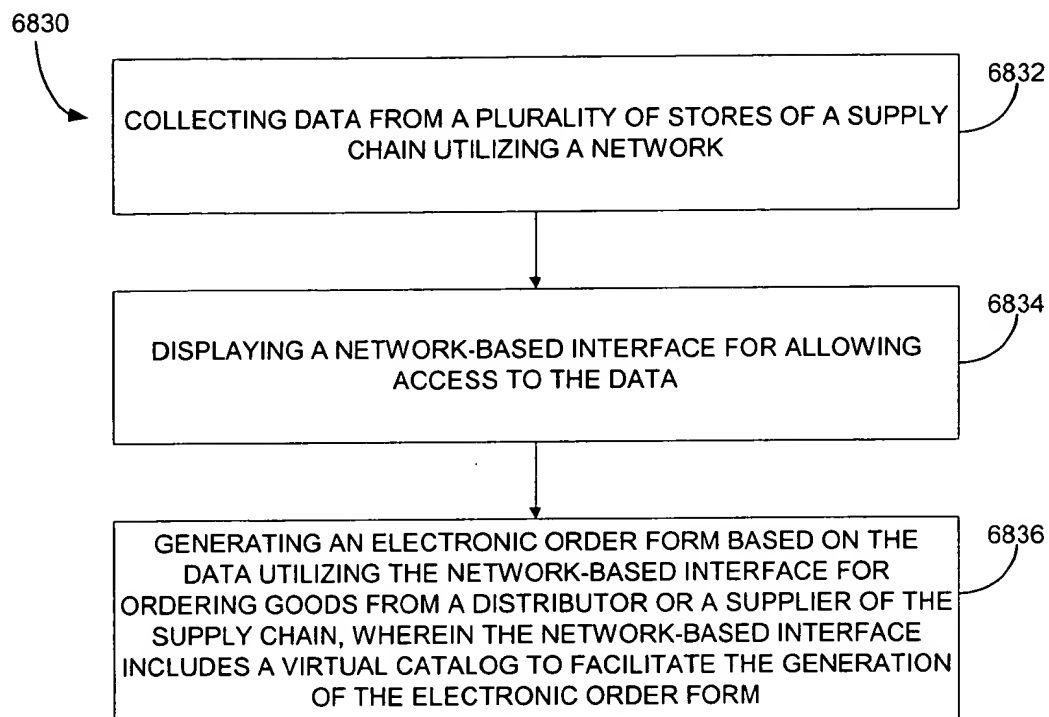 6830
6832
COLLECTING DATA FROM A PLURALITY OF STORES OF A SUPPLY
CHAIN UTILIZING A NETWORK
6834
DISPLAYING A NETWORK-BASED INTERFACE FOR ALLOWING
ACCESS TO THE DATA
6836
GENERATING AN ELECTRONIC ORDER FORM BASED ON THE
DATA UTILIZING THE NETWORK-BASED INTERFACE FOR
ORDERING GOODS FROM A DISTRIBUTOR OR A SUPPLIER OF THE
SUPPLY CHAIN, WHEREIN THE NETWORK-BASED INTERFACE
INCLUDES A VIRTUAL CATALOG TO FACILITATE THE GENERATION
OF THE ELECTRONIC ORDER FORM